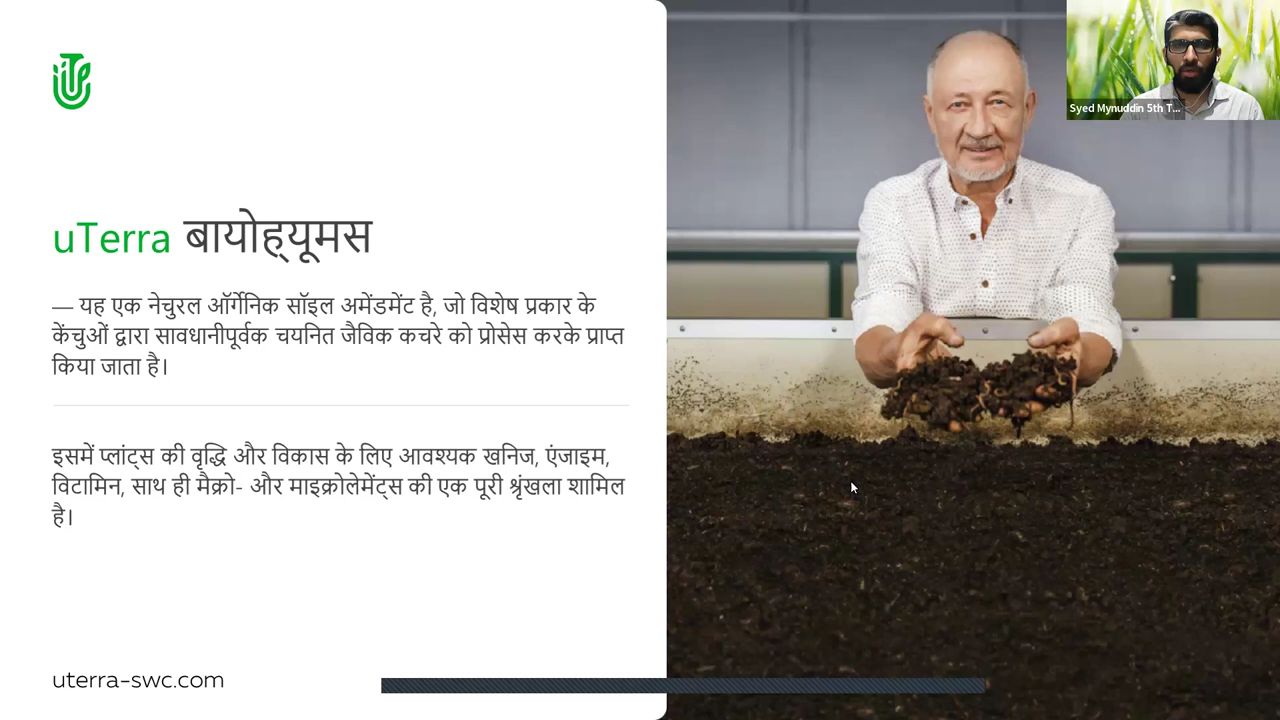 uTerra बायोह्यूमस
— यह एक नेचुरल ऑर्गेनिक सॉइल अमेंडमेंट है, जो विशेष प्रकार के
केंचुओं द्वारा सावधानीपूर्वक चयनित जैविक कचरे को प्रोसेस करके प्राप्त
किया जाता है।
इसमें प्लांट्स की वृद्धि और विकास के लिए आवश्यक खनिज, एंजाइम,
विटामिन, साथ ही मैक्रो- और माइक्रोलेमेंट्स की एक पूरी श्रृंखला शामिल
है।
uterra-swc.com
Syed Mynuddin 5th T...